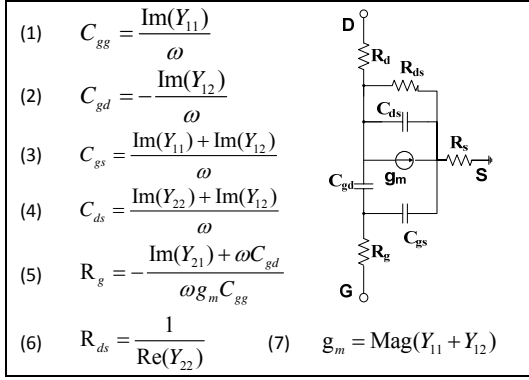 (1) C_gg = Im(Y_11) / ω
(2) C_gd = − Im(Y_12) / ω
(3) C_gs = Im(Y_11) + Im(Y_12) / ω
(4) C_ds = Im(Y_22) + Im(Y_12) / ω
(5) R_g = − Im(Y_21) + ωC_gd / ωg_m C_gg
(6) R_ds = 1 / Re(Y_22)
(7) g_m = Mag(Y_11 + Y_12)
D
R_d
R_ds
C_ds
R_s
g_m
S
C_gd
C_gs
R_g
G